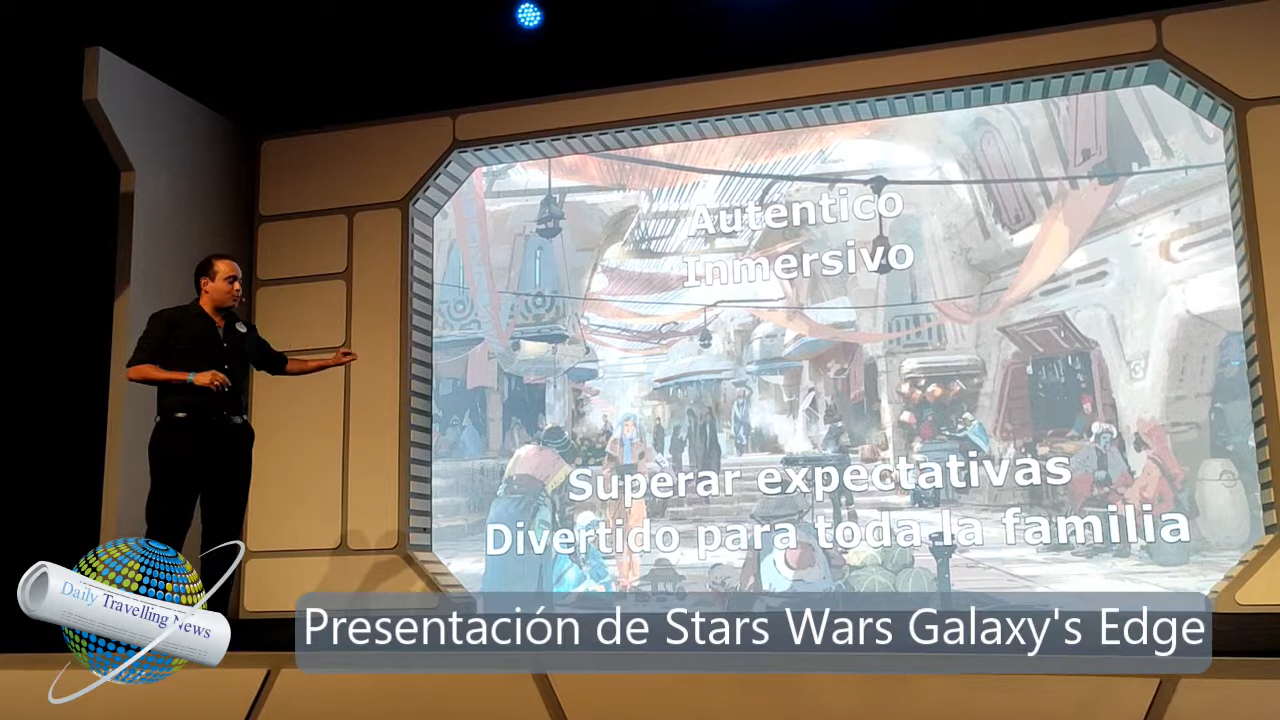 Autentico
Inmersivo
Superar expectativas
Divertido para toda la familia
Daily Travelling News
Presentación de Stars Wars Galaxy's Edge